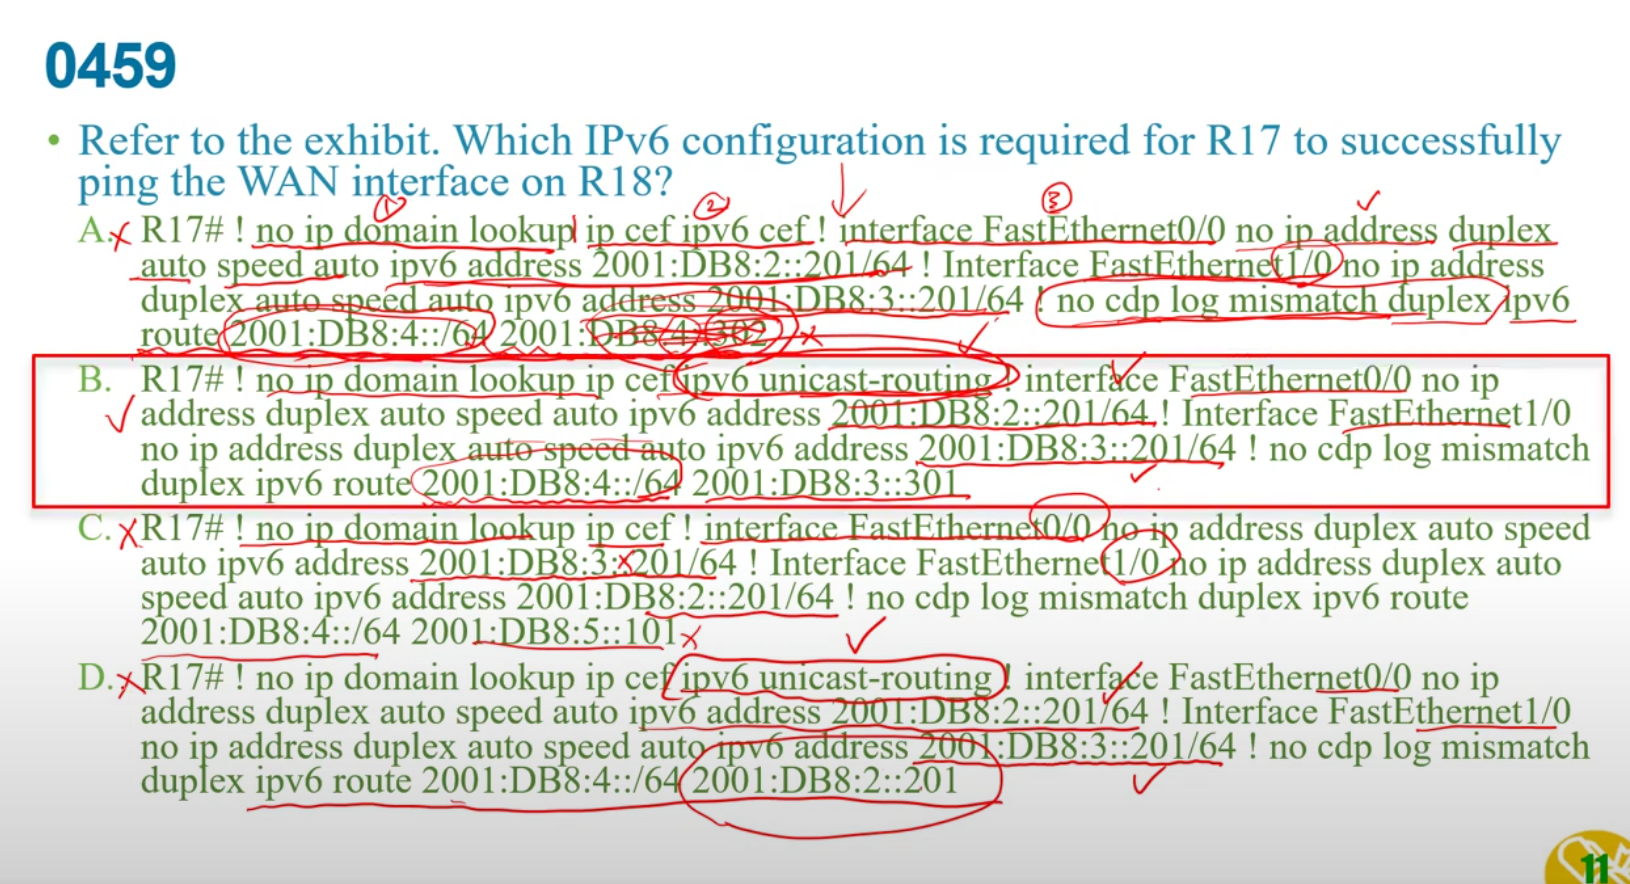 0459
• Refer to the exhibit. Which IPv6 configuration is required for R17 to successfully
ping the WAN interface on R18?
① ② ③
A. R17# ! no ip domain lookup ip cef ipv6 cef ! interface FastEthernet0/0 no ip address duplex
auto speed auto ipv6 address 2001:DB8:2::201/64 ! Interface FastEthernet1/0 no ip address
duplex auto speed auto ipv6 address 2001:DB8:3::201/64 ! no cdp log mismatch duplex ipv6
route 2001:DB8:4::/64 2001:DB8:4::302
B. R17# ! no ip domain lookup ip cef ipv6 unicast-routing ! interface FastEthernet0/0 no ip
address duplex auto speed auto ipv6 address 2001:DB8:2::201/64 ! Interface FastEthernet1/0
no ip address duplex auto speed auto ipv6 address 2001:DB8:3::201/64 ! no cdp log mismatch
duplex ipv6 route 2001:DB8:4::/64 2001:DB8:3::301
C. R17# ! no ip domain lookup ip cef ! interface FastEthernet0/0 no ip address duplex auto speed
auto ipv6 address 2001:DB8:3::201/64 ! Interface FastEthernet1/0 no ip address duplex auto
speed auto ipv6 address 2001:DB8:2::201/64 ! no cdp log mismatch duplex ipv6 route
2001:DB8:4::/64 2001:DB8:5::101
D. R17# ! no ip domain lookup ip cef ipv6 unicast-routing ! interface FastEthernet0/0 no ip
address duplex auto speed auto ipv6 address 2001:DB8:2::201/64 ! Interface FastEthernet1/0
no ip address duplex auto speed auto ipv6 address 2001:DB8:3::201/64 ! no cdp log mismatch
duplex ipv6 route 2001:DB8:4::/64 2001:DB8:2::201
11